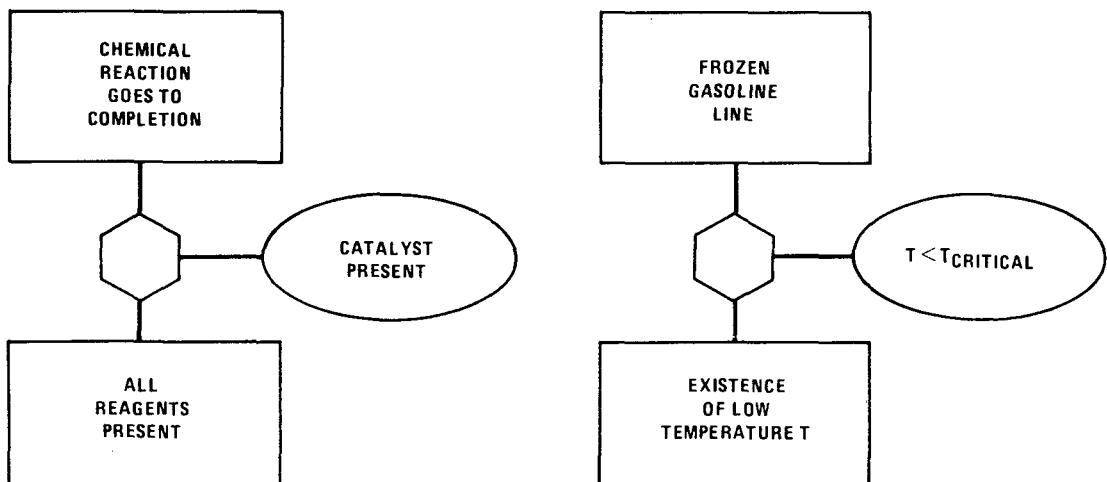 CHEMICAL
REACTION
GOES TO
COMPLETION
CATALYST
PRESENT
ALL
REAGENTS
PRESENT
FROZEN
GASOLINE
LINE
T<TCRITICAL
EXISTENCE
OF LOW
TEMPERATURE T